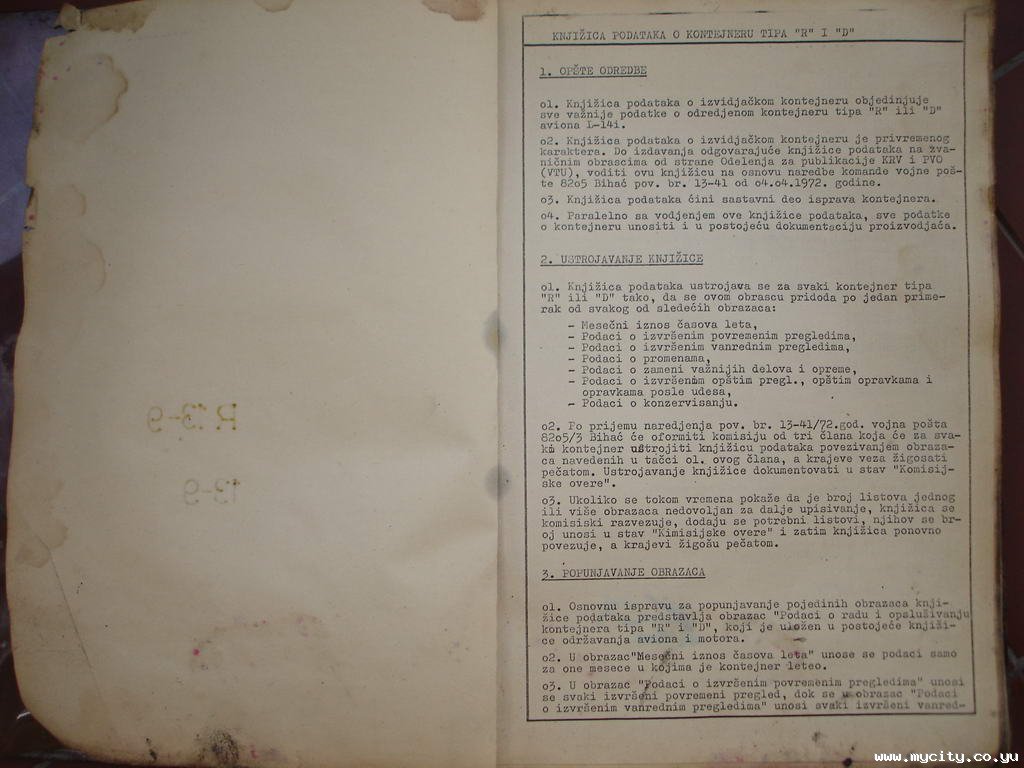 R 13-9
13-9
KNJIŽICA PODATAKA O KONTEJNERU TIPA "R" I "D"
1. OPŠTE ODREDBE
o1. Knjižica podataka o izvidjačkom kontejneru objedinjuje
sve važnije podatke o odredjenom kontejneru tipa "R" ili "D"
aviona L-14i.
o2. Knjižica podataka o izvidjačkom kontejneru je privremenog
karaktera. Do izdavanja odgovarajuće knjižice podataka na zva-
ničnim obrascima od strane Odelenja za publikacije KRV i PVO
(VTU), voditi ovu knjižicu na osnovu naredbe komande vojne poš-
te 82o5 Bihać pov. br. 13-41 od o4.o4.1972. godine.
o3. Knjižica podataka ćini sastavni deo isprava kontejnera.
o4. Paralelno sa vodjenjem ove knjižice podataka, sve podatke
o kontejneru unositi i u postojeću dokumentaciju proizvodjaća.
2. USTROJAVANJE KNJIŽICE
o1. Knjižica podataka ustrojava se za svaki kontejner tipa
"R" ili "D" tako, da se ovom obrascu pridoda po jedan prime-
rak od svakog od sledećih obrazaca:
- Mesečni iznos časova leta,
- Podaci o izvršenim povremenim pregledima,
- Podaci o izvršenim vanrednim pregledima,
- Podaci o promenama,
- Podaci o zameni važnijih delova i opreme,
- Podaci o izvršenim opštim pregl., opštim opravkama i
opravkama posle udesa,
- Podaci o konzervisanju.
o2. Po prijemu naredjenja pov. br. 13-41/72.god. vojna pošta
82o5/3 Bihać će oformiti komisiju od tri člana koja će za sva-
ki kontejner ustrojiti knjižicu podataka povezivanjem obraza-
ca navedenih u tačci o1. ovog člana, a krajeve veza žigosati
pečatom. Ustrojavanje knjižice dokumentovati u stav "Komisij-
ske overe".
o3. Ukoliko se tokom vremena pokaže da je broj listova jednog
ili više obrazaca nedovoljan za dalje upisivanje, knjižica se
komisiski razvezuje, dodaju se potrebni listovi, njihov se br-
oj unosi u stav "Kimisijske overe" i zatim knjižica ponovno
povezuje, a krajevi žigošu pečatom.
3. POPUNJAVANJE OBRAZACA
o1. Osnovnu ispravu za popunjavanje pojedinih obrazaca knji-
žice podataka predstavlja obrazac "Podaci o radu i opsluživanju
kontejnera tipa "R" i "D", koji je uložen u postojeće knjiži-
ce održavanja aviona i motora.
o2. U obrazac"Mesečni iznos časova leta" unose se podaci samo
za one mesece u kojima je kontejner leteo.
o3. U obrazac "Podaci o izvršenim povremenim pregledima" unosi
se svaki izvršeni povremeni pregled, dok se u obrazac "Podaci
o izvršenim vanrednim pregledima" unosi svaki izvršeni vanred-
www.mycity.co.yu